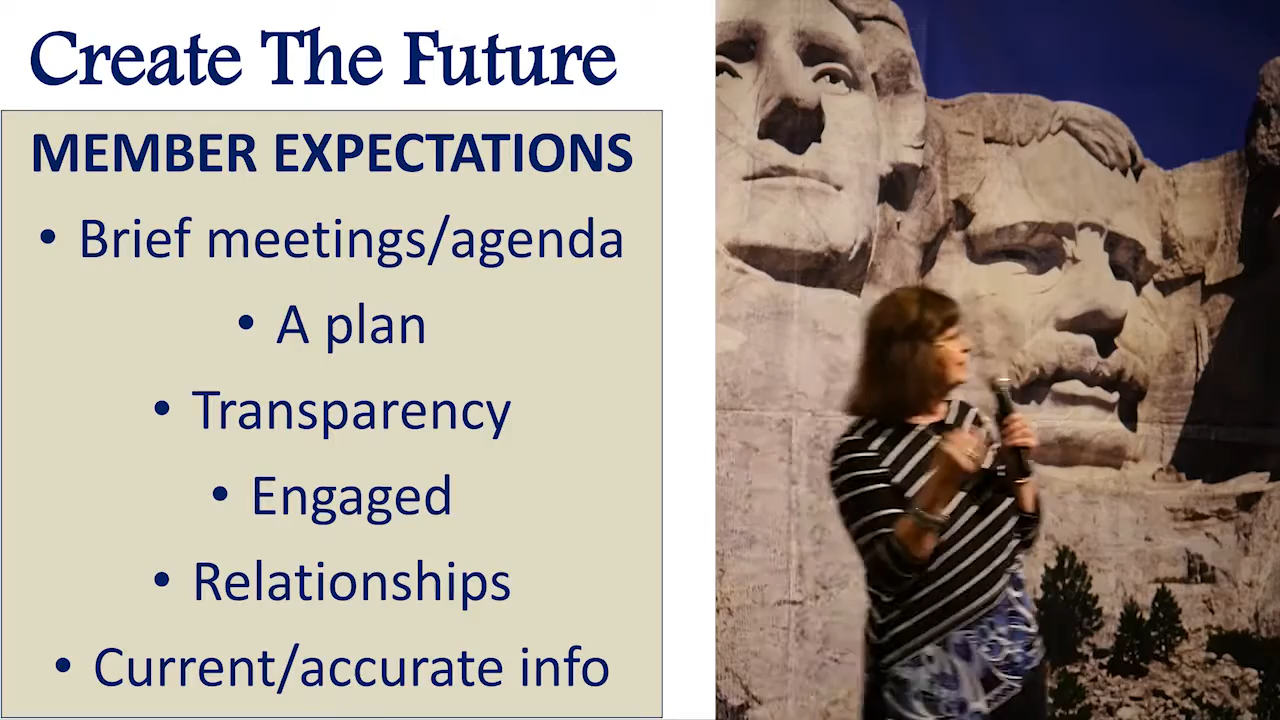 Create The Future
MEMBER EXPECTATIONS
• Brief meetings/agenda
• A plan
• Transparency
• Engaged
• Relationships
• Current/accurate info